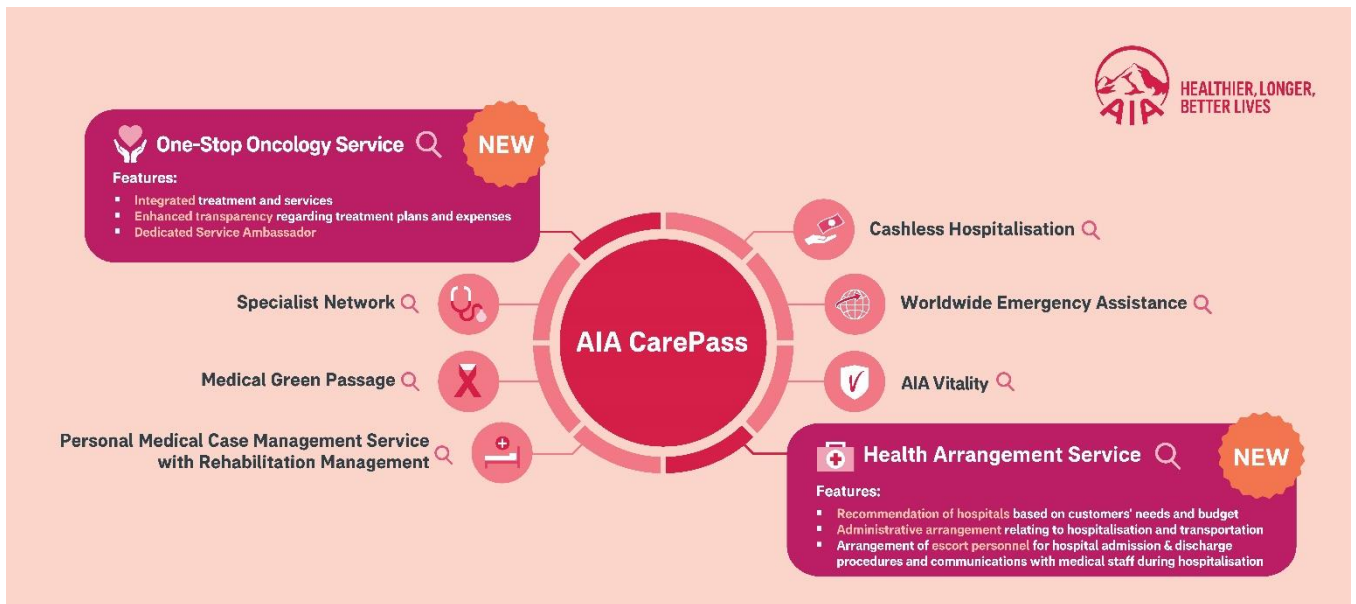 AIA
HEALTHIER, LONGER,
BETTER LIVES
One-Stop Oncology Service
NEW
Features:
▪ Integrated treatment and services
▪ Enhanced transparency regarding treatment plans and expenses
▪ Dedicated Service Ambassador
Specialist Network
Medical Green Passage
Personal Medical Case Management Service
with Rehabilitation Management
AIA CarePass
Cashless Hospitalisation
Worldwide Emergency Assistance
AIA Vitality
Health Arrangement Service
NEW
Features:
▪ Recommendation of hospitals based on customers' needs and budget
▪ Administrative arrangement relating to hospitalisation and transportation
▪ Arrangement of escort personnel for hospital admission & discharge
procedures and communications with medical staff during hospitalisation